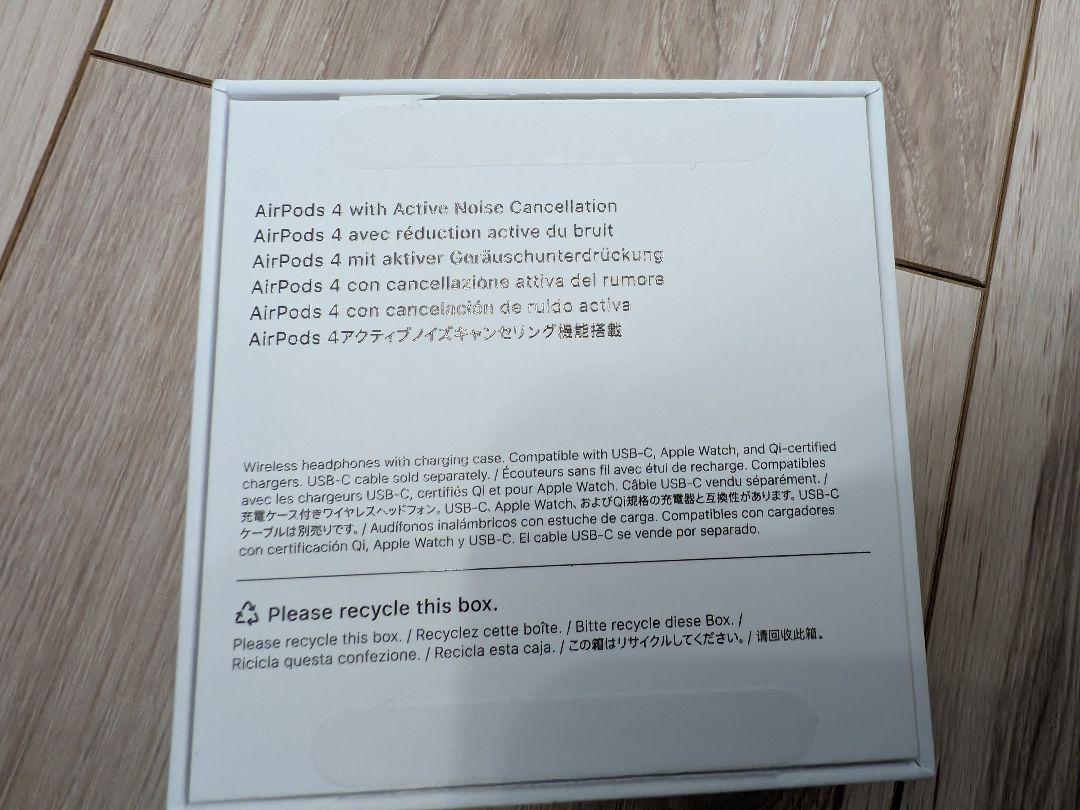 AirPods 4 with Active Noise Cancellation
AirPods 4 avec réduction active du bruit
AirPods 4 mit aktiver Geräuschunterdrückung
AirPods 4 con cancellazione attiva del rumore
AirPods 4 con cancelación de ruido activa
AirPods 4アクティブノイズキャンセリング機能搭載
Wireless headphones with charging case. Compatible with USB-C, Apple Watch, and Qi-certified
chargers. USB-C cable sold separately. / Écouteurs sans fil avec étui de recharge. Compatibles
avec les chargeurs USB-C, certifiés Qi et pour Apple Watch. Câble USB-C vendu séparément. /
充電ケース付きワイヤレスヘッドフォン。USB-C、Apple Watch、およびQi規格の充電器と互換性があります。USB-C
ケーブルは別売りです。/ Audífonos inalámbricos con estuche de carga. Compatibles con cargadores
con certificación Qi, Apple Watch y USB-C. El cable USB-C se vende por separado.
Please recycle this box.
Please recycle this box. / Recyclez cette boîte. / Bitte recycle diese Box. /
Ricicla questa confezione. / Recicla esta caja. / この箱はリサイクルしてください。/ 请回收此箱。